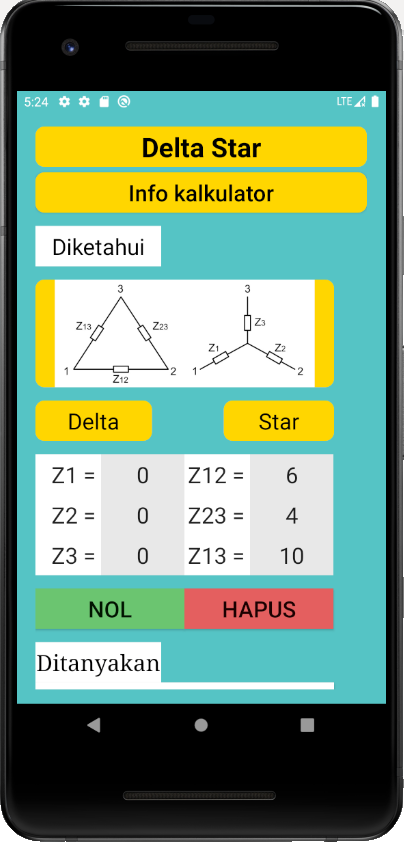 5:24 LTE
Delta Star
Info kalkulator
Diketahui
3 3
Z13 Z23 Z3
Z1 Z2
1 2 1 2
Z12
Delta Star
Z1 = 0 Z12 = 6
Z2 = 0 Z23 = 4
Z3 = 0 Z13 = 10
NOL HAPUS
Ditanyakan